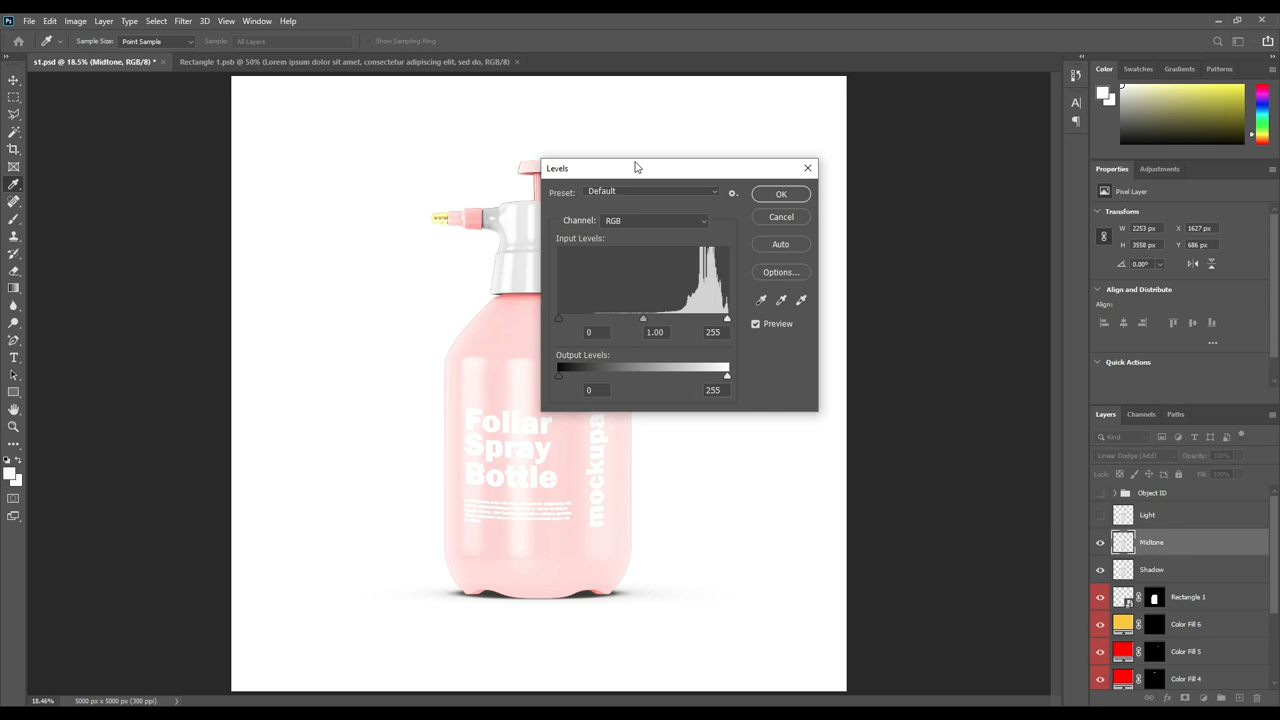 File Edit Image Layer Type Select Filter 3D View Window Help
Sample Size: Point Sample Sample: All Layers Show Sampling Ring
s1.psd @ 18.5% (Midtone, RGB/8) * × Rectangle 1.psb @ 50% (Lorem ipsum dolor sit amet, consectetur adipiscing elit, sed do, RGB/8) ×
Levels
Preset: Default
OK
Channel: RGB
Cancel
Input Levels:
Auto
Options...
Preview
0 1.00 255
Output Levels:
0 255
Foliar
Spray
Bottle
mockupa
Color Swatches Gradients Patterns
Properties Adjustments
Pixel Layer
Transform
W 2253 px X 1627 px
H 3558 px Y 686 px
0.00°
Align and Distribute
Align:
Quick Actions
Layers Channels Paths
Kind
Linear Dodge (Add) Opacity: 100%
Lock: Fill: 100%
Object ID
Light
Midtone
Shadow
Rectangle 1
Color Fill 6
Color Fill 5
Color Fill 4
18.46% 5000 px x 5000 px (300 ppi)